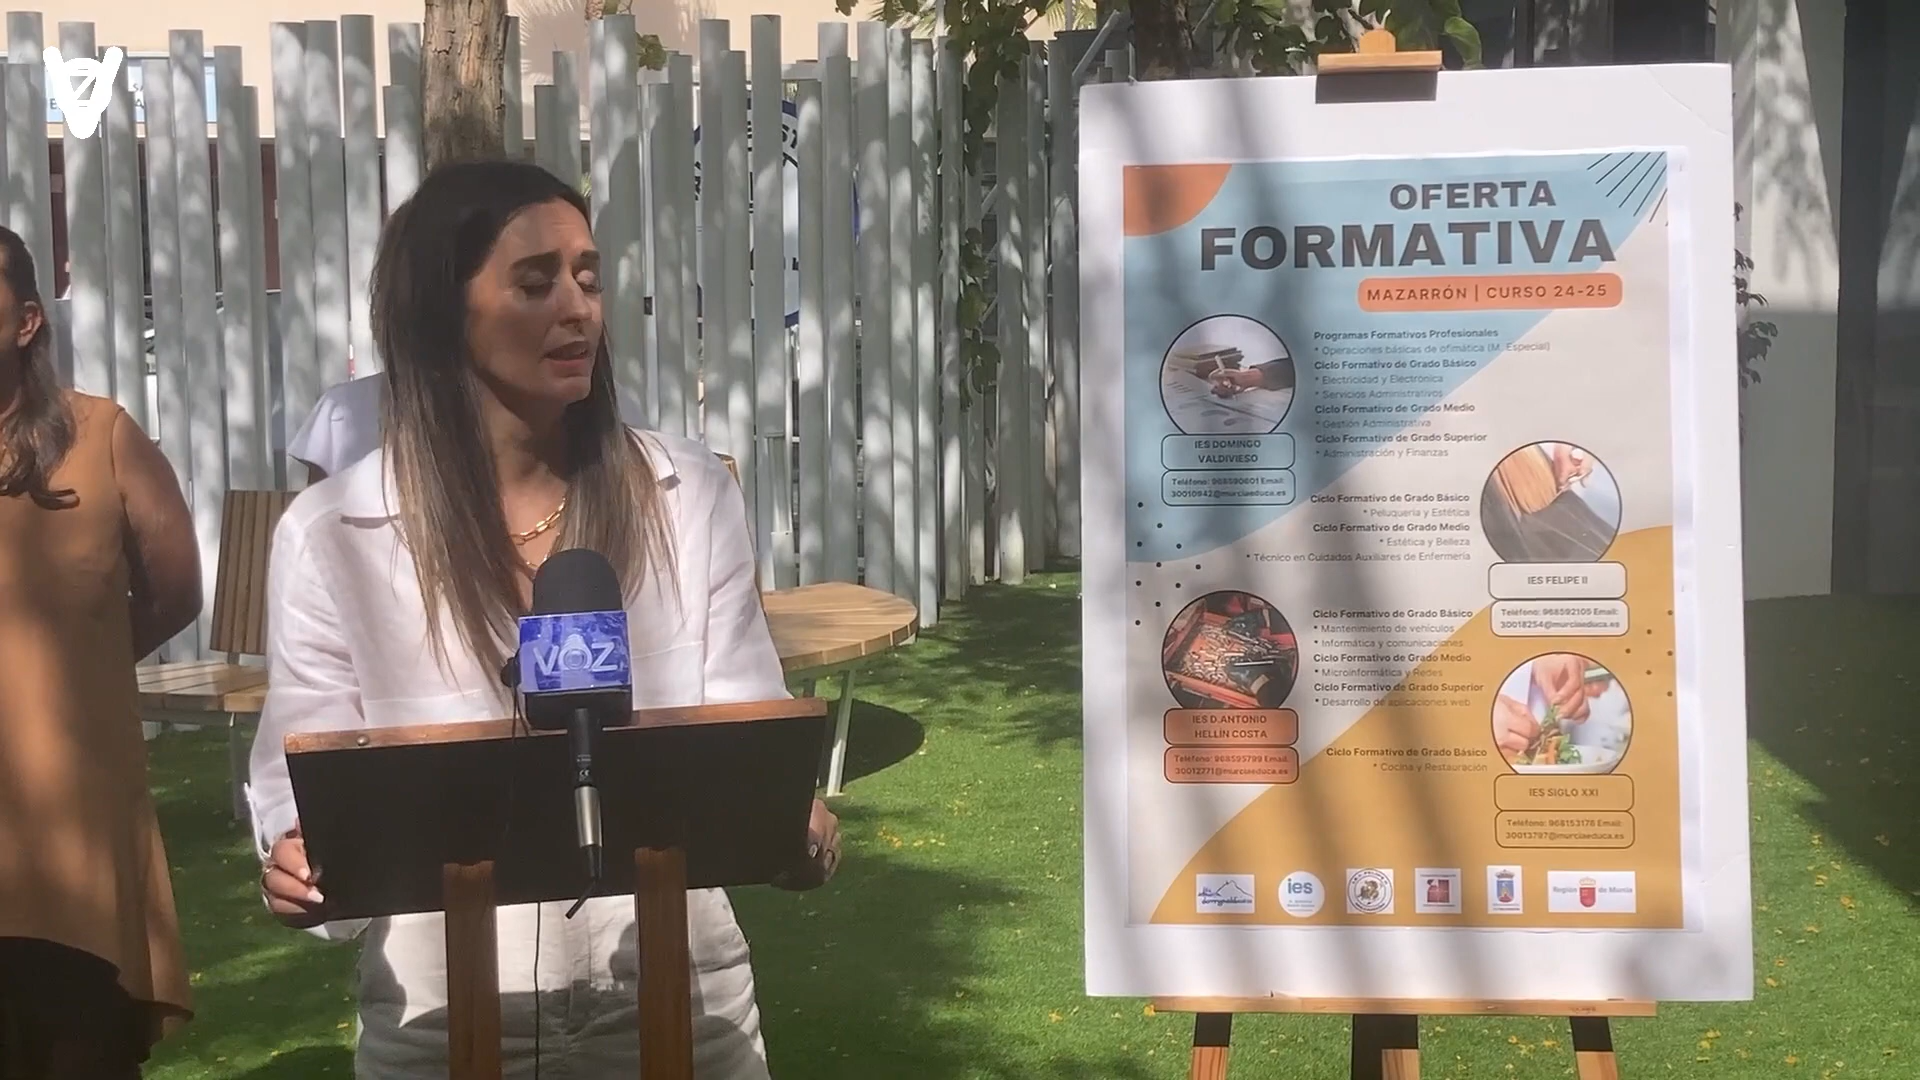 VOZ
OFERTA
FORMATIVA
MAZARRÓN | CURSO 24-25
Programas Formativos Profesionales
* Operaciones básicas de ofimática (M. Especial)
Ciclo Formativo de Grado Básico
* Electricidad y Electrónica
* Servicios Administrativos
Ciclo Formativo de Grado Medio
* Gestión Administrativa
Ciclo Formativo de Grado Superior
* Administración y Finanzas
IES DOMINGO
VALDIVIESO
Teléfono: 968590601 Email:
30010942@murciaeduca.es
Ciclo Formativo de Grado Básico
* Peluquería y Estética
Ciclo Formativo de Grado Medio
* Estética y Belleza
* Técnico en Cuidados Auxiliares de Enfermería
IES FELIPE II
Teléfono: 968592105 Email:
30018254@murciaeduca.es
Ciclo Formativo de Grado Básico
* Mantenimiento de vehículos
* Informática y comunicaciones
Ciclo Formativo de Grado Medio
* Microinformática y Redes
Ciclo Formativo de Grado Superior
* Desarrollo de aplicaciones web
IES D.ANTONIO
HELLÍN COSTA
Teléfono: 968595799 Email:
30012771@murciaeduca.es
Ciclo Formativo de Grado Básico
* Cocina y Restauración
IES SIGLO XXI
Teléfono: 968153178 Email:
30013797@murciaeduca.es
ies
Región de Murcia